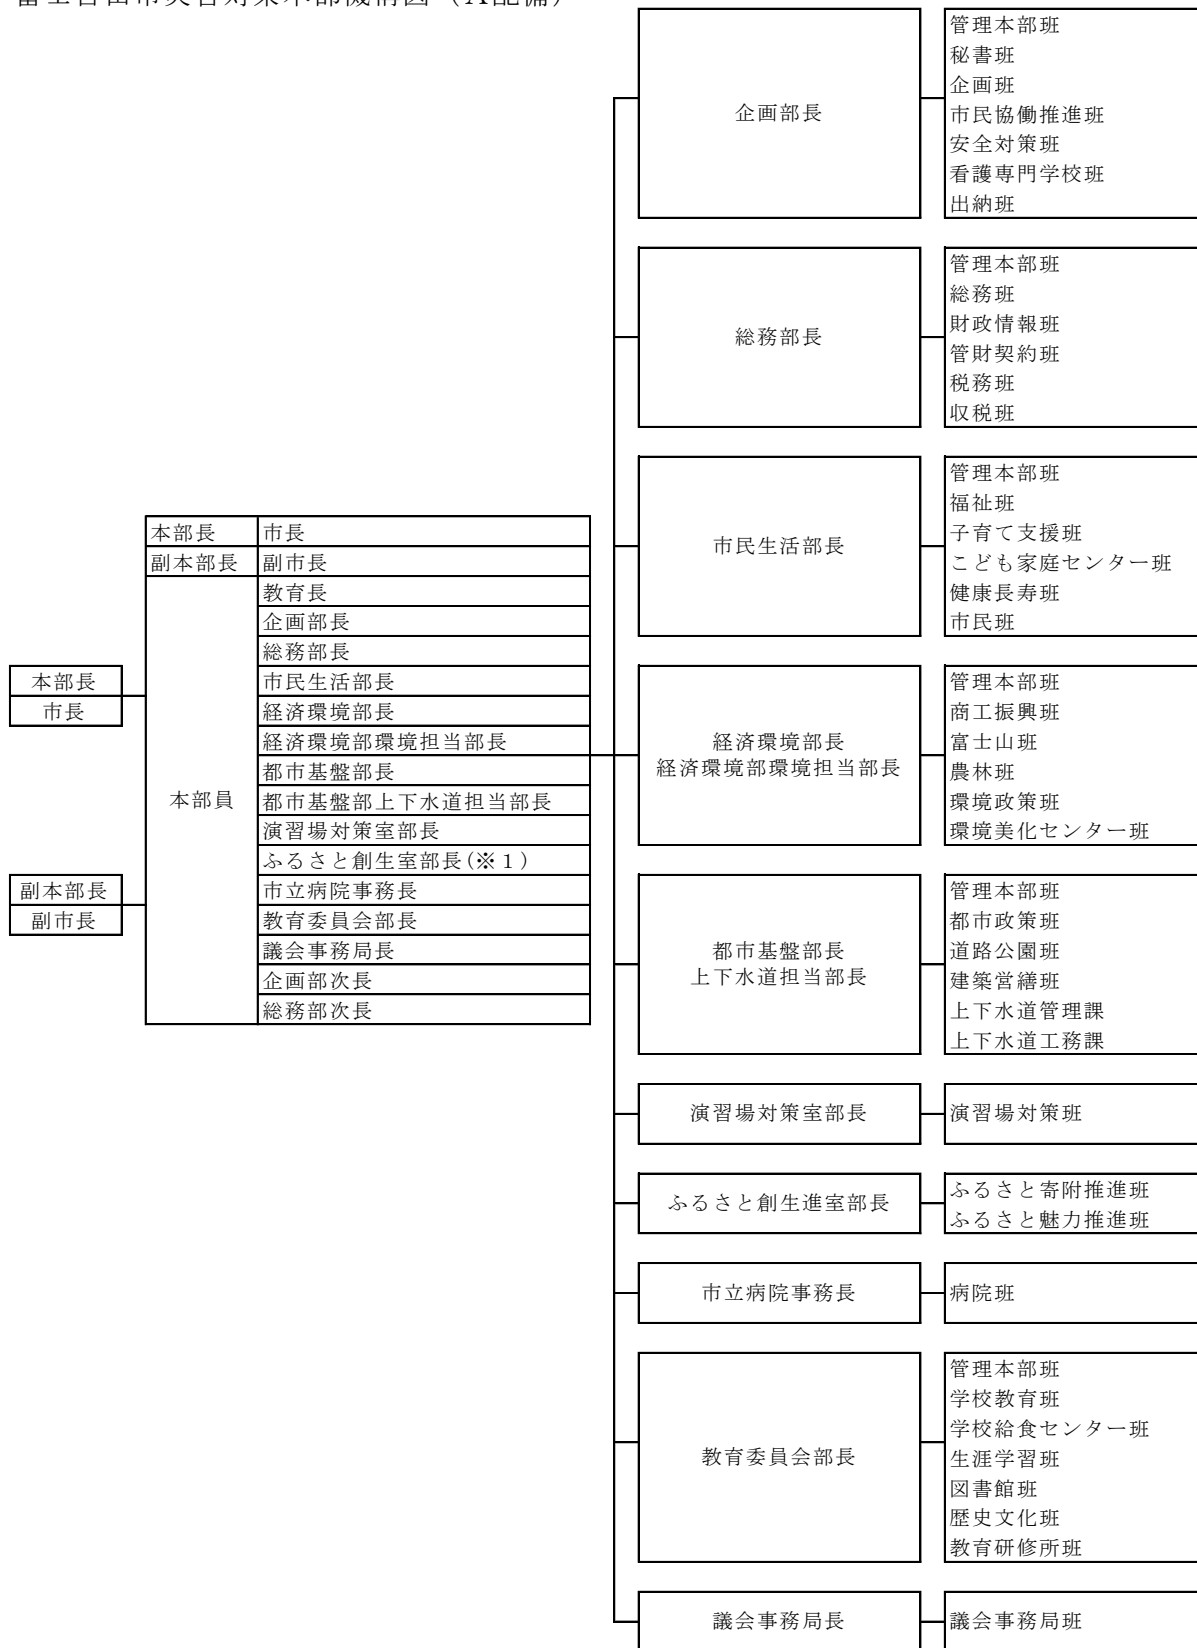 富士吉田市災害対策本部機構図（A配備）
本部長
市長
副本部長
副市長
本部長 市長
副本部長 副市長
本部員
教育長
企画部長
総務部長
市民生活部長
経済環境部長
経済環境部環境担当部長
都市基盤部長
都市基盤部上下水道担当部長
演習場対策室部長
ふるさと創生室部長(※１)
市立病院事務長
教育委員会部長
議会事務局長
企画部次長
総務部次長
企画部長
管理本部班
秘書班
企画班
市民協働推進班
安全対策班
看護専門学校班
出納班
総務部長
管理本部班
総務班
財政情報班
管財契約班
税務班
収税班
市民生活部長
管理本部班
福祉班
子育て支援班
こども家庭センター班
健康長寿班
市民班
経済環境部長
経済環境部環境担当部長
管理本部班
商工振興班
富士山班
農林班
環境政策班
環境美化センター班
都市基盤部長
上下水道担当部長
管理本部班
都市政策班
道路公園班
建築営繕班
上下水道管理課
上下水道工務課
演習場対策室部長
演習場対策班
ふるさと創生進室部長
ふるさと寄附推進班
ふるさと魅力推進班
市立病院事務長
病院班
教育委員会部長
管理本部班
学校教育班
学校給食センター班
生涯学習班
図書館班
歴史文化班
教育研修所班
議会事務局長
議会事務局班